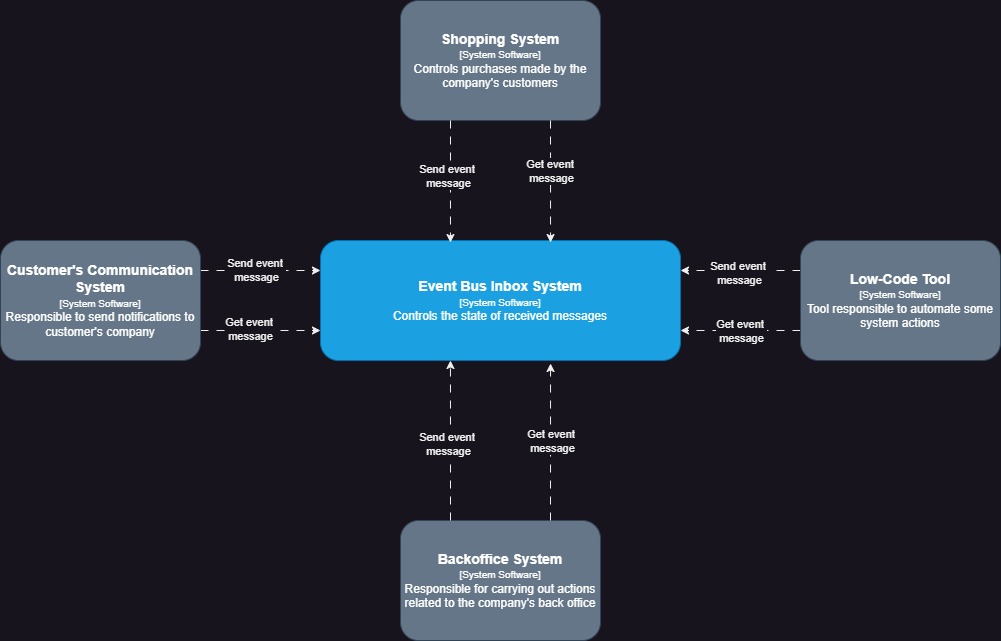 Shopping System
[System Software]
Controls purchases made by the
company's customers
Send event
message
Get event
message
Customer's Communication
System
[System Software]
Responsible to send notifications to
customer's company
Send event
message
Get event
message
Event Bus Inbox System
[System Software]
Controls the state of received messages
Send event
message
Get event
message
Low-Code Tool
[System Software]
Tool responsible to automate some
system actions
Send event
message
Get event
message
Backoffice System
[System Software]
Responsible for carrying out actions
related to the company's back office